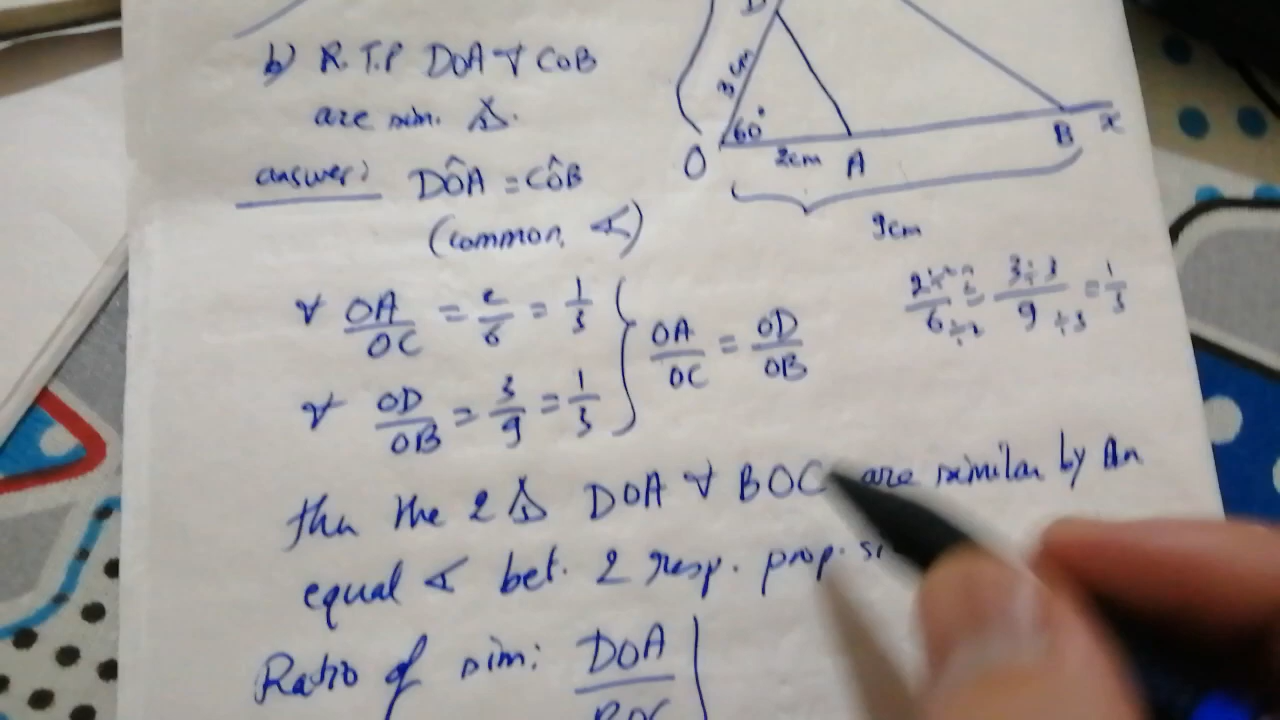 b) R.T.P DOA & COB
are sim. Δs.
answer: DÔA = CÔB
(common ∢)
& OA/OC = 2/6 = 1/3
& OD/OB = 3/9 = 1/3
OA/OC = OD/OB
then the 2 Δs DOA & BOC are similar by An
equal ∢ bet. 2 resp. prop. si
Ratio of sim: DOA/BOC
D
3cm
60°
O
2cm
A
B
x
9cm
2÷2/6÷2 = 3÷3/9÷3 = 1/3